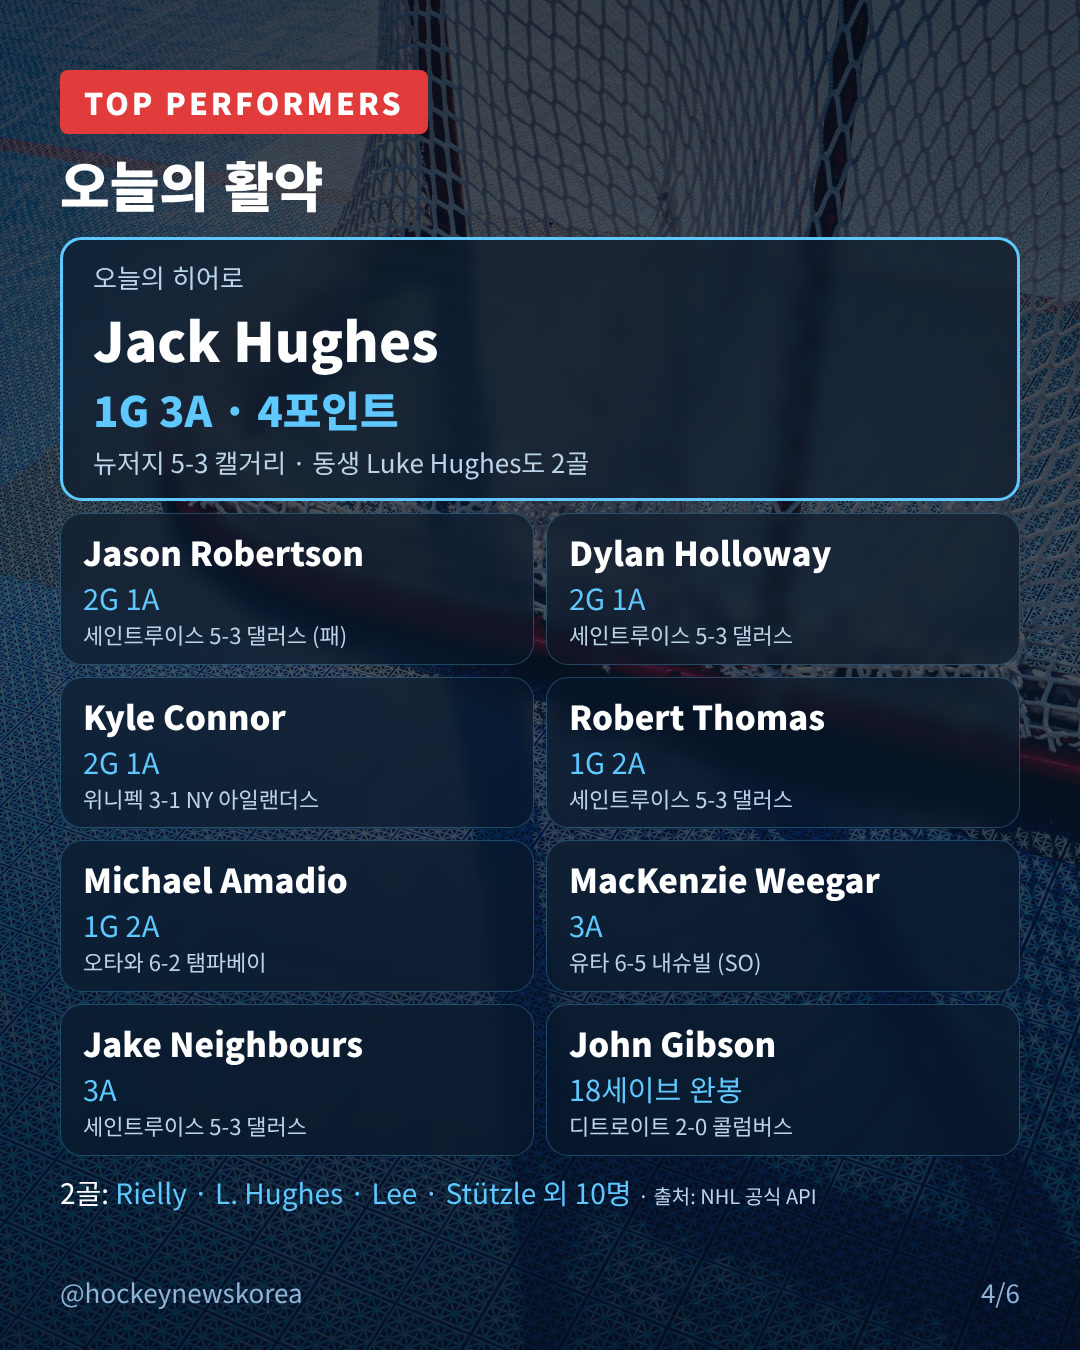 TOP PERFORMERS
오늘의 활약
오늘의 히어로
Jack Hughes
1G 3A · 4포인트
뉴저지 5-3 캘거리 · 동생 Luke Hughes도 2골
Jason Robertson
2G 1A
세인트루이스 5-3 댈러스 (패)
Dylan Holloway
2G 1A
세인트루이스 5-3 댈러스
Kyle Connor
2G 1A
위니펙 3-1 NY 아일랜더스
Robert Thomas
1G 2A
세인트루이스 5-3 댈러스
Michael Amadio
1G 2A
오타와 6-2 탬파베이
MacKenzie Weegar
3A
유타 6-5 내슈빌 (SO)
Jake Neighbours
3A
세인트루이스 5-3 댈러스
John Gibson
18세이브 완봉
디트로이트 2-0 콜럼버스
2골: Rielly · L. Hughes · Lee · Stützle 외 10명 · 출처: NHL 공식 API
@hockeynewskorea
4/6